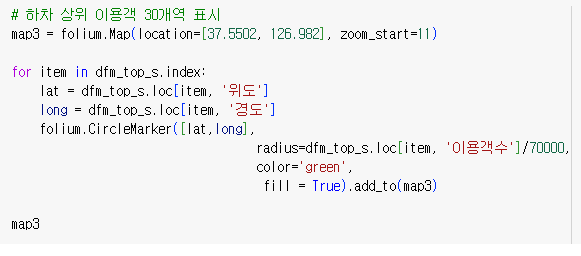 # 하차 상위 이용객 30개역 표시
map3 = folium.Map(location=[37.5502, 126.982], zoom_start=11)
for item in dfm_top_s.index:
lat = dfm_top_s.loc[item, '위도']
long = dfm_top_s.loc[item, '경도']
folium.CircleMarker([lat,long],
radius=dfm_top_s.loc[item, '이용객수']/70000,
color='green',
fill = True).add_to(map3)
map3